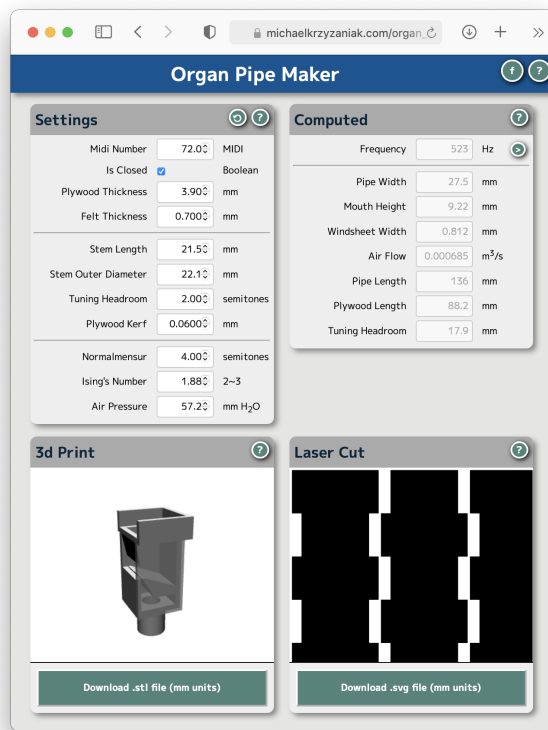 michaelkrzyzaniak.com/organ_
Organ Pipe Maker
f ?
Settings ?
Midi Number 72.0 MIDI
Is Closed Boolean
Plywood Thickness 3.90 mm
Felt Thickness 0.700 mm
Stem Length 21.5 mm
Stem Outer Diameter 22.1 mm
Tuning Headroom 2.00 semitones
Plywood Kerf 0.0600 mm
Normalmensur 4.00 semitones
Ising's Number 1.88 2~3
Air Pressure 57.2 mm H2O
Computed ?
Frequency 523 Hz >
Pipe Width 27.5 mm
Mouth Height 9.22 mm
Windsheet Width 0.812 mm
Air Flow 0.000685 m³/s
Pipe Length 136 mm
Plywood Length 88.2 mm
Tuning Headroom 17.9 mm
3d Print ?
Download .stl file (mm units)
Laser Cut ?
Download .svg file (mm units)